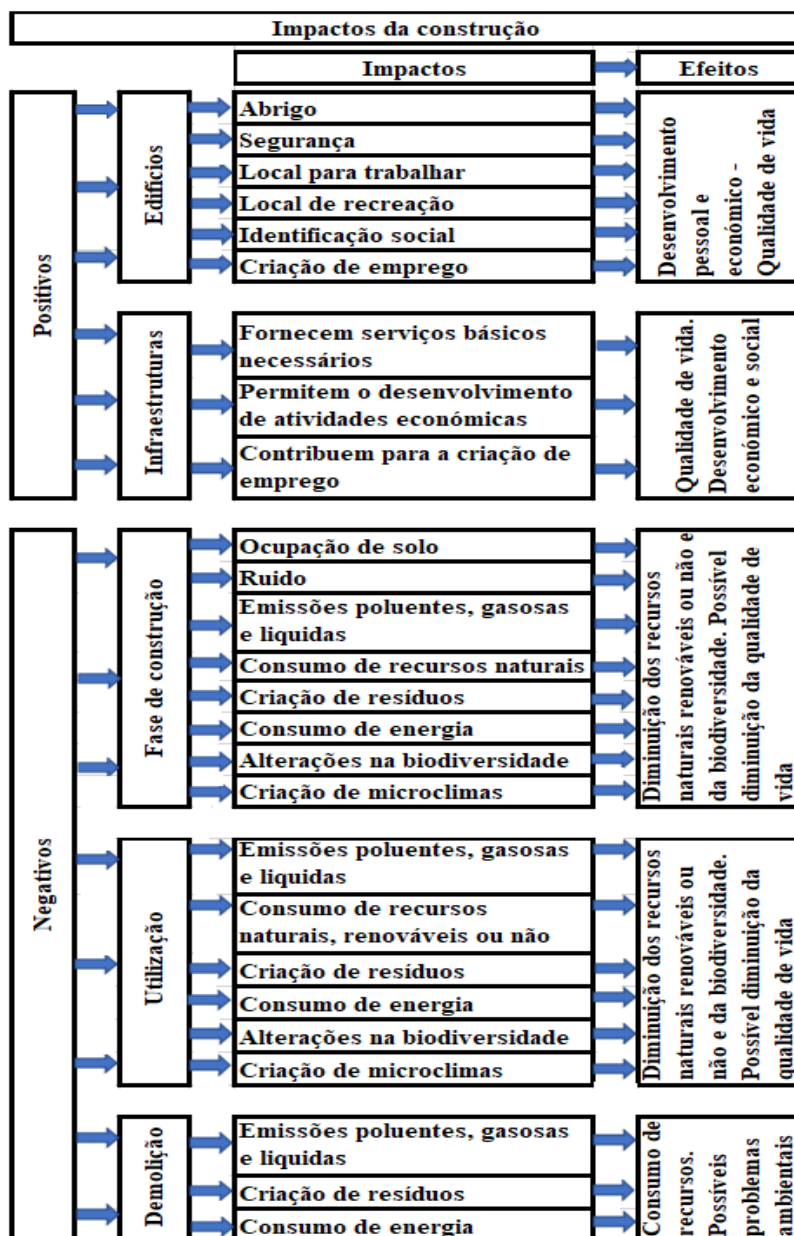 Impactos da construção
Impactos
Efeitos
Positivos
Edifícios
Abrigo
Segurança
Local para trabalhar
Local de recreação
Identificação social
Criação de emprego
Desenvolvimento
pessoal e
económico -
Qualidade de vida
Infraestruturas
Fornecem serviços básicos
necessários
Permitem o desenvolvimento
de atividades económicas
Contribuem para a criação de
emprego
Qualidade de vida.
Desenvolvimento
económico e social
Negativos
Fase de construção
Ocupação de solo
Ruido
Emissões poluentes, gasosas
e liquidas
Consumo de recursos naturais
Criação de resíduos
Consumo de energia
Alterações na biodiversidade
Criação de microclimas
Diminuição dos recursos
naturais renováveis ou não e
da biodiversidade. Possível
diminuição da qualidade de
vida
Utilização
Emissões poluentes, gasosas
e liquidas
Consumo de recursos
naturais, renováveis ou não
Criação de resíduos
Consumo de energia
Alterações na biodiversidade
Criação de microclimas
Diminuição dos recursos
naturais renováveis ou
não e da biodiversidade.
Possível diminuição da
qualidade de vida
Demolição
Emissões poluentes, gasosas
e liquidas
Criação de resíduos
Consumo de energia
Consumo de
recursos.
Possíveis
problemas
ambientais